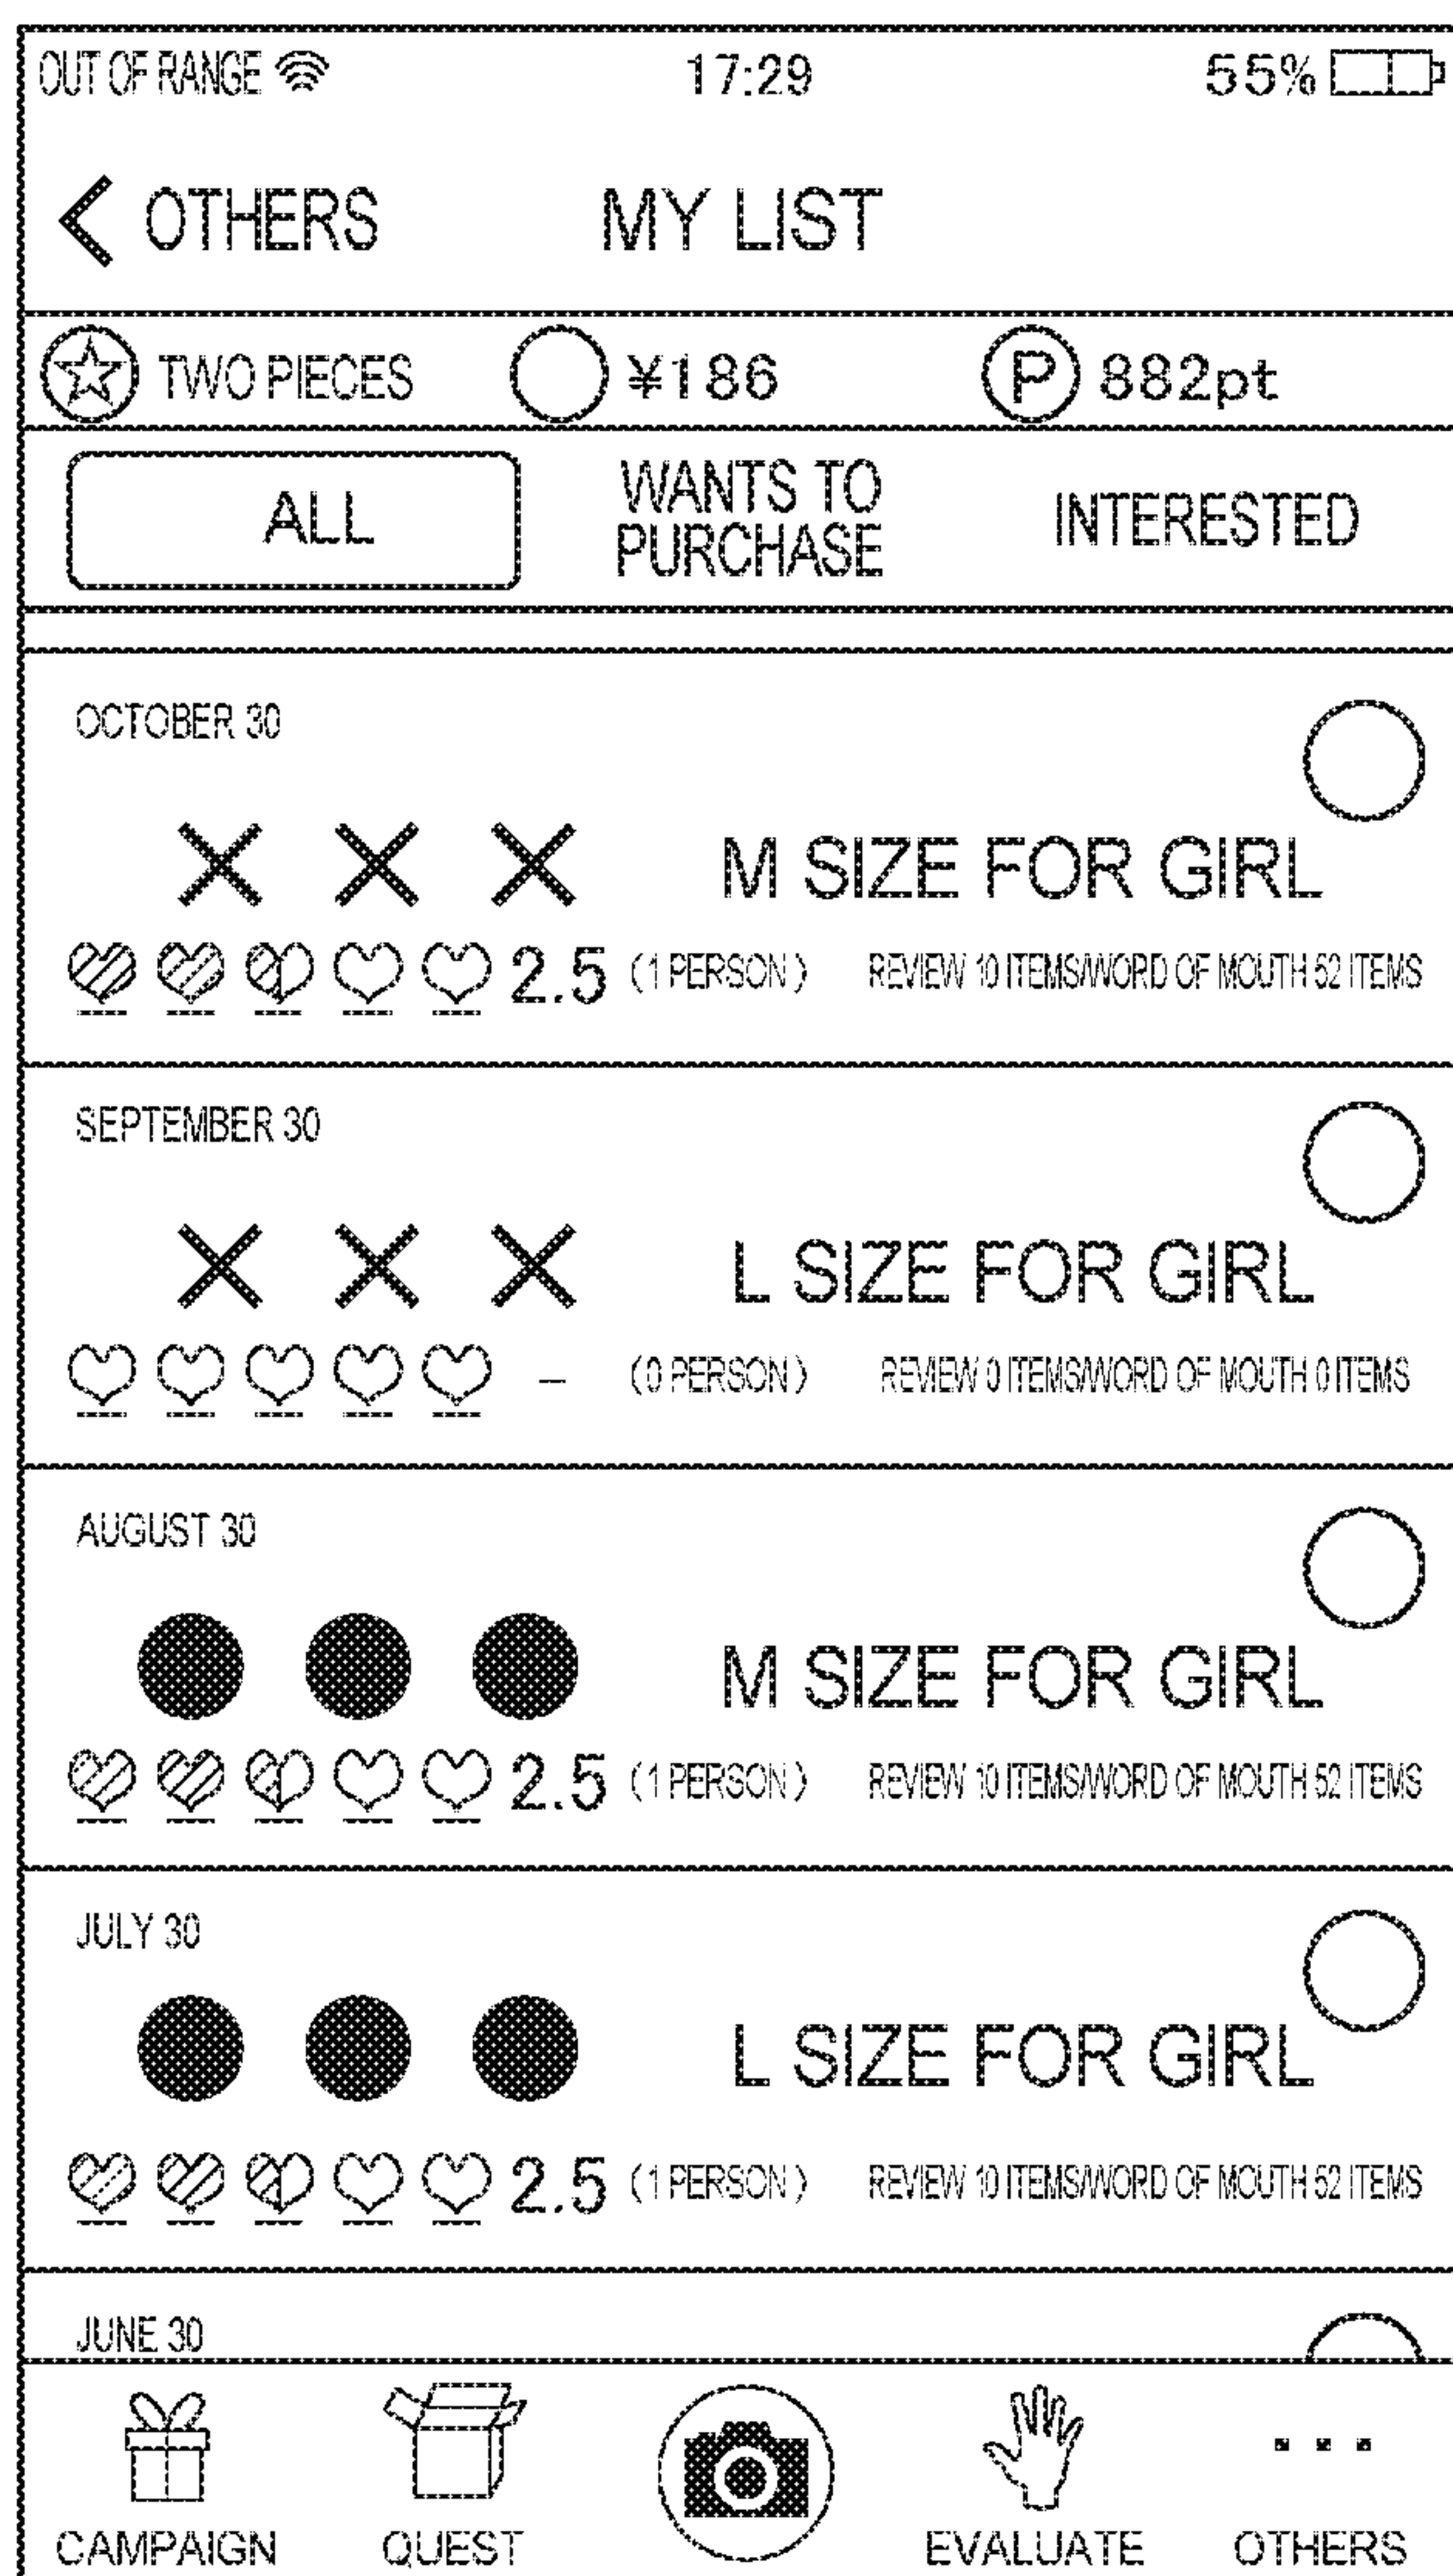 OUT OF RANGE 17:29 55%
< OTHERS MY LIST
TWO PIECES ¥186 P 882pt
ALL WANTS TO PURCHASE INTERESTED
OCTOBER 30
× × × M SIZE FOR GIRL
2.5 (1 PERSON) REVIEW 10 ITEMS/WORD OF MOUTH 52 ITEMS
SEPTEMBER 30
× × × L SIZE FOR GIRL
– (0 PERSON) REVIEW 0 ITEMS/WORD OF MOUTH 0 ITEMS
AUGUST 30
●●● M SIZE FOR GIRL
2.5 (1 PERSON) REVIEW 10 ITEMS/WORD OF MOUTH 52 ITEMS
JULY 30
●●● L SIZE FOR GIRL
2.5 (1 PERSON) REVIEW 10 ITEMS/WORD OF MOUTH 52 ITEMS
JUNE 30
CAMPAIGN QUEST EVALUATE OTHERS